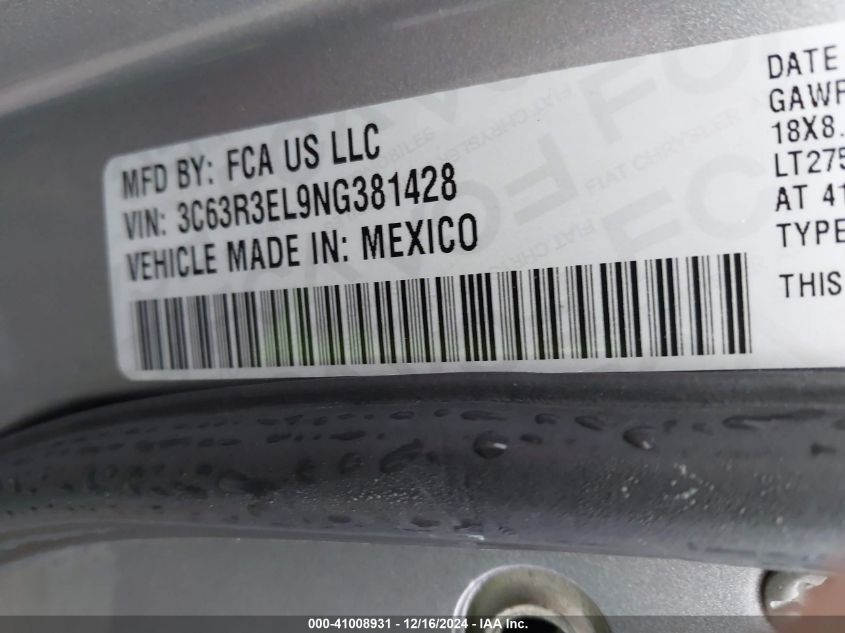 MFD BY: FCA US LLC
VIN: 3C63R3EL9NG381428
VEHICLE MADE IN: MEXICO
DATE
GAWR
18X8.
LT275
AT 41
TYPE
THIS
000-41008931 - 12/16/2024 - IAA Inc.